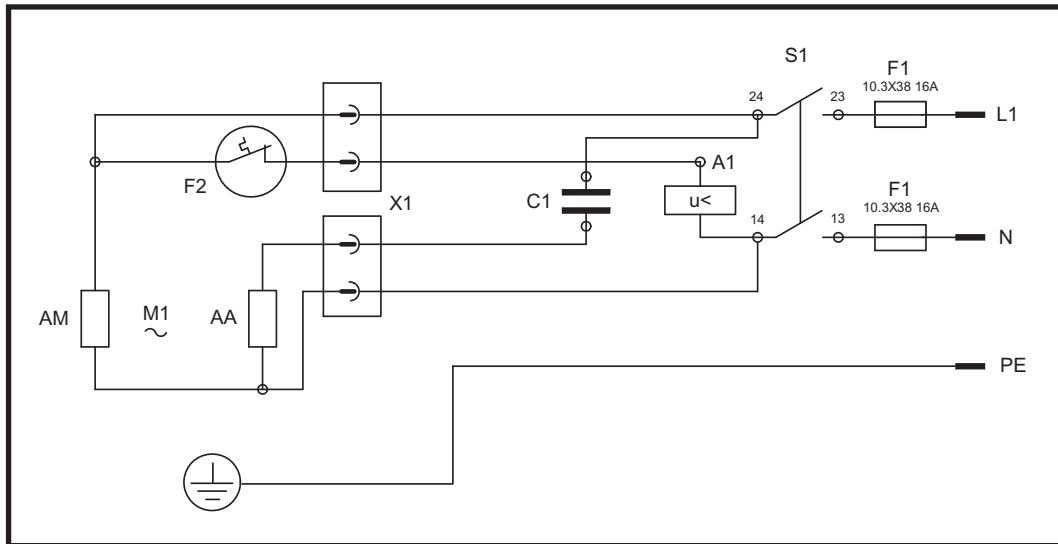 S1
F1
10.3X38 16A
24
23
L1
F2
A1
X1
C1
u<
F1
10.3X38 16A
14
13
N
AM
M1
AA
PE